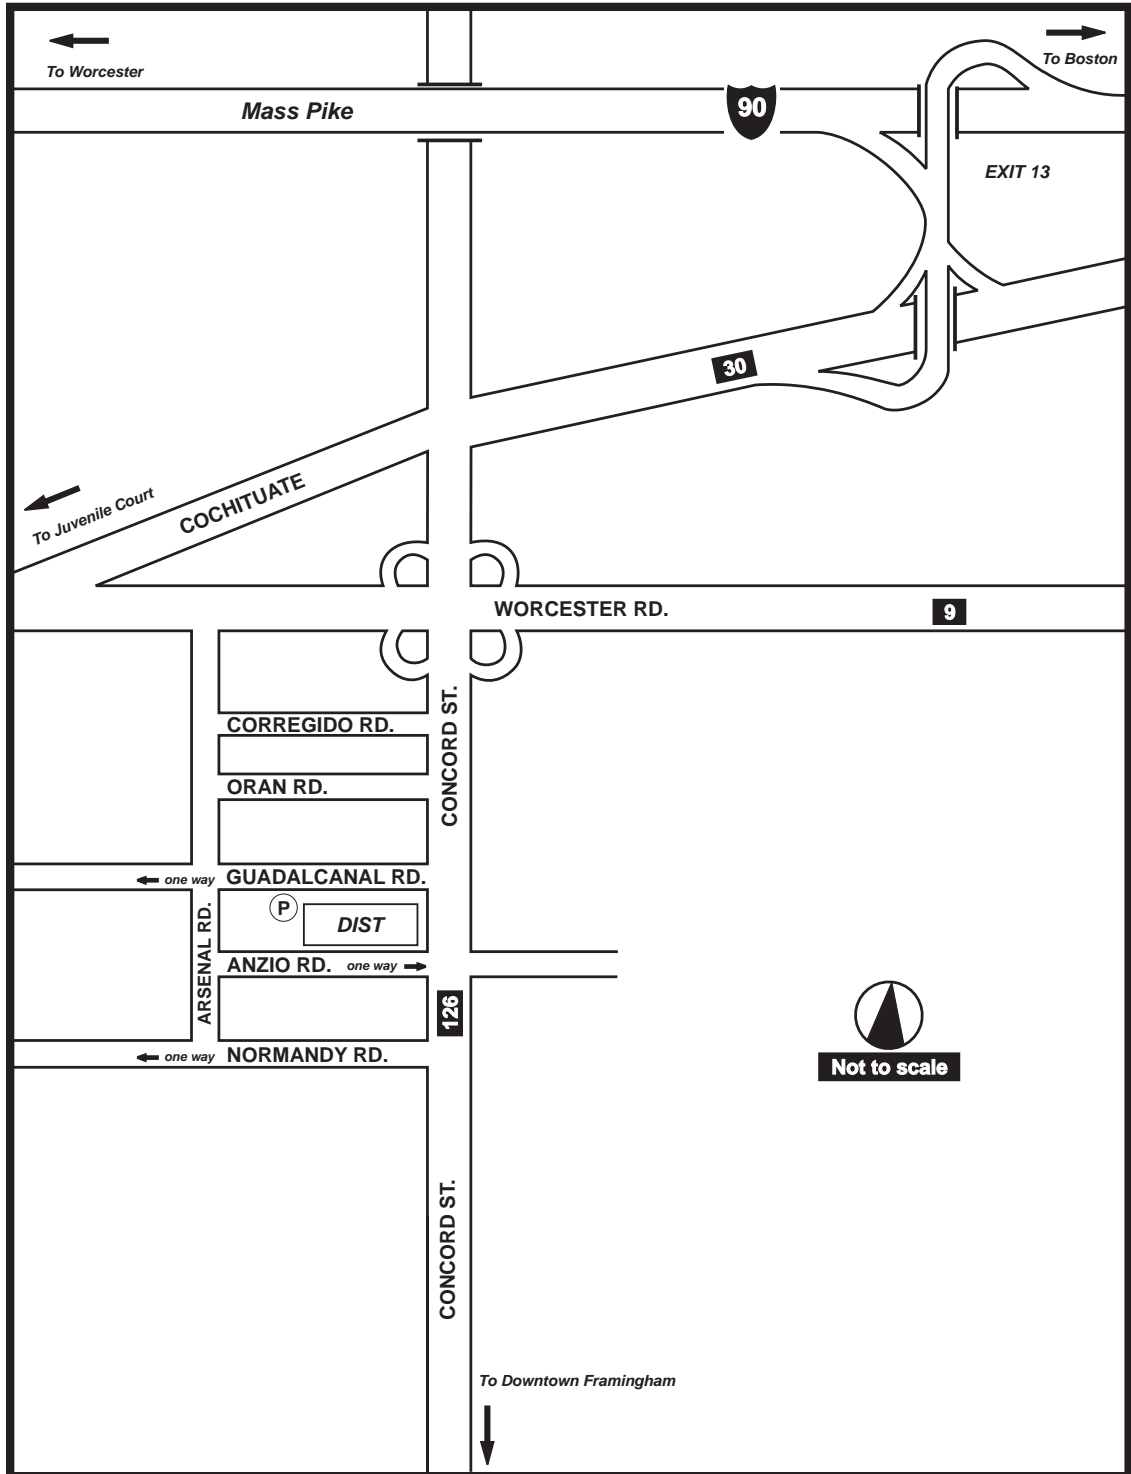 To Worcester
To Boston
Mass Pike
90
EXIT 13
30
To Juvenile Court
COCHITUATE
WORCESTER RD.
9
CONCORD ST.
CORREGIDO RD.
ORAN RD.
one way GUADALCANAL RD.
P
DIST
ARSENAL RD.
ANZIO RD. one way
126
one way NORMANDY RD.
Not to scale
CONCORD ST.
To Downtown Framingham